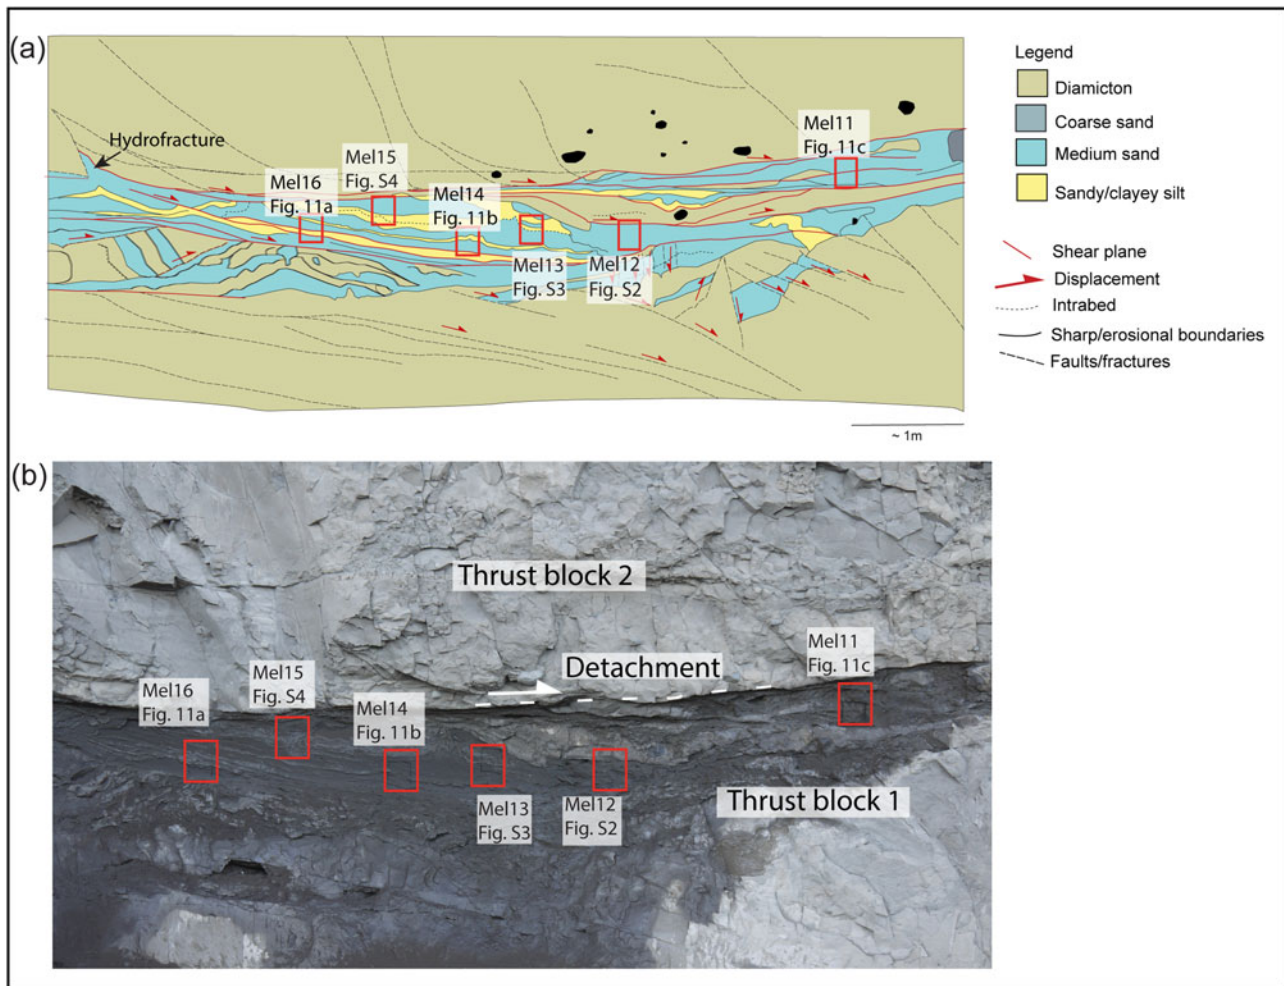 (a)
Hydrofracture
Mel16
Fig. 11a
Mel15
Fig. S4
Mel14
Fig. 11b
Mel13
Fig. S3
Mel12
Fig. S2
Mel11
Fig. 11c
Legend
Diamicton
Coarse sand
Medium sand
Sandy/clayey silt
Shear plane
Displacement
Intrabed
Sharp/erosional boundaries
Faults/fractures
~ 1m
(b)
Thrust block 2
Detachment
Mel16
Fig. 11a
Mel15
Fig. S4
Mel14
Fig. 11b
Mel13
Fig. S3
Mel12
Fig. S2
Mel11
Fig. 11c
Thrust block 1